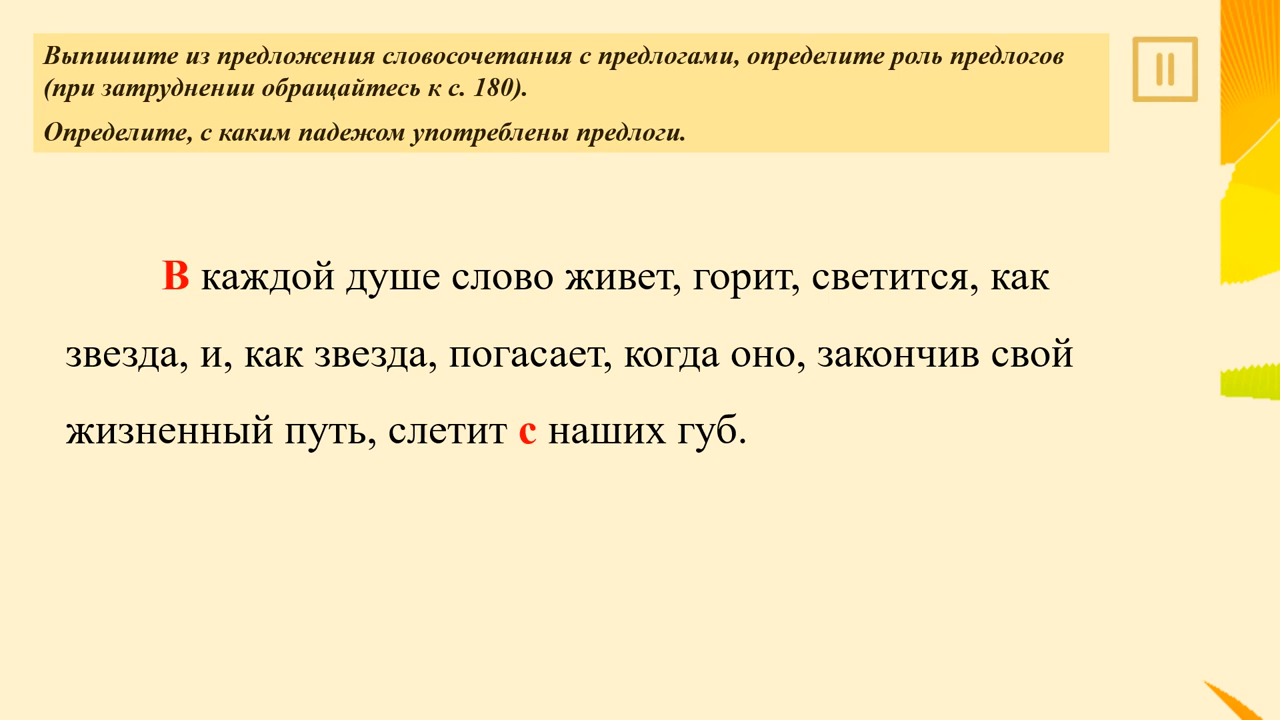 Выпишите из предложения словосочетания с предлогами, определите роль предлогов
(при затруднении обращайтесь к с. 180).
Определите, с каким падежом употреблены предлоги.
В каждой душе слово живет, горит, светится, как
звезда, и, как звезда, погасает, когда оно, закончив свой
жизненный путь, слетит с наших губ.